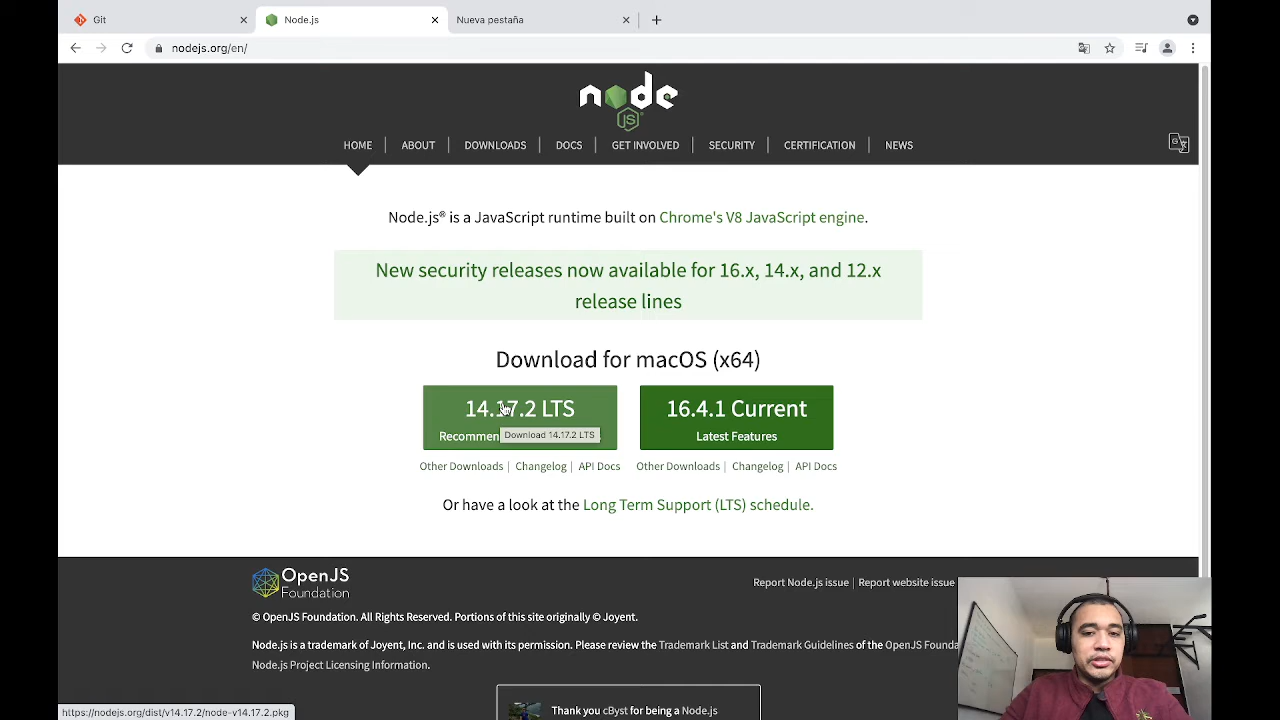 Git
Node.js
Nueva pestaña
nodejs.org/en/
node
JS
HOME
ABOUT
DOWNLOADS
DOCS
GET INVOLVED
SECURITY
CERTIFICATION
NEWS
Node.js® is a JavaScript runtime built on Chrome's V8 JavaScript engine.
New security releases now available for 16.x, 14.x, and 12.x
release lines
Download for macOS (x64)
14.17.2 LTS
Recommen
Download 14.17.2 LTS
16.4.1 Current
Latest Features
Other Downloads | Changelog | API Docs
Other Downloads | Changelog | API Docs
Or have a look at the Long Term Support (LTS) schedule.
OpenJS
Foundation
Report Node.js issue | Report website issue
© OpenJS Foundation. All Rights Reserved. Portions of this site originally © Joyent.
Node.js is a trademark of Joyent, Inc. and is used with its permission. Please review the Trademark List and Trademark Guidelines of the OpenJS Founda
Node.js Project Licensing Information.
Thank you cByst for being a Node.js
https://nodejs.org/dist/v14.17.2/node-v14.17.2.pkg